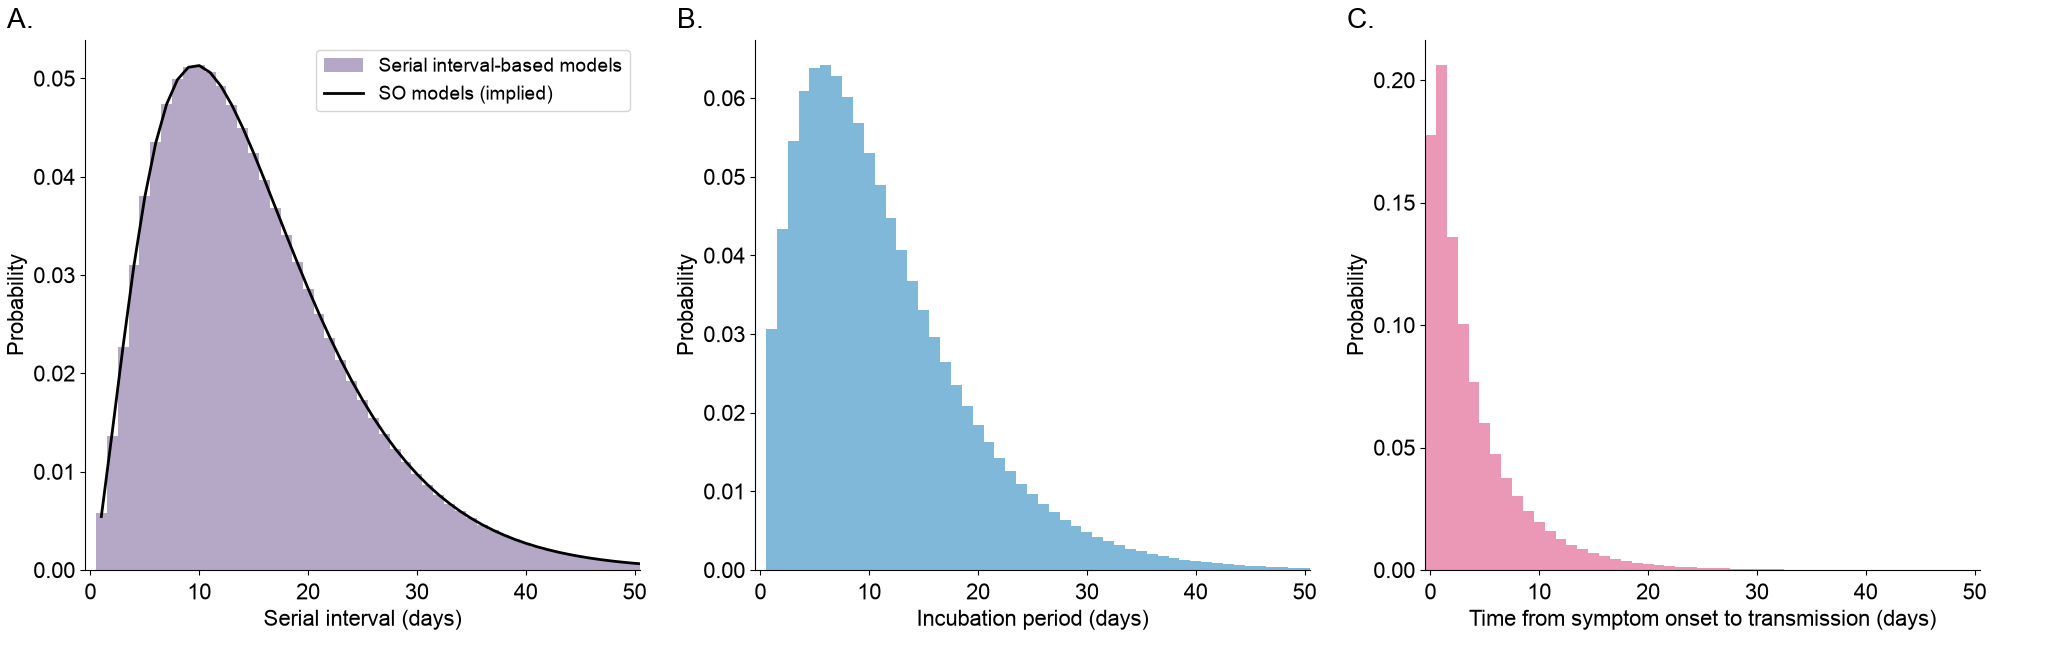 A.
B.
C.
Serial interval-based models
SO models (implied)
Probability
0.05
0.04
0.03
0.02
0.01
0.00
0 10 20 30 40 50
Serial interval (days)
Probability
0.06
0.05
0.04
0.03
0.02
0.01
0.00
0 10 20 30 40 50
Incubation period (days)
Probability
0.20
0.15
0.10
0.05
0.00
0 10 20 30 40 50
Time from symptom onset to transmission (days)